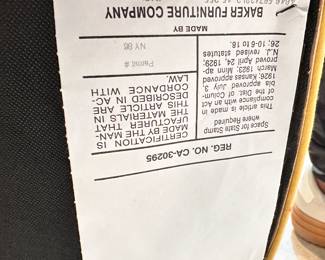 REG. NO. CA-30295
Space for State Stamp
where Required
This article is made in
compliance with an Act
of the Dist. of Colum-
bia approved July 3,
1926; Kansas approved
March, 1923; Minn. ap-
proved April 24, 1929;
N.J. revised statutes
26:10-6 to 18.
CERTIFICATION IS
MADE BY THE MAN-
UFACTURER THAT
THE MATERIALS IN
THIS ARTICLE ARE
DESCRIBED IN AC-
CORDANCE WITH
LAW.
Permit #
NY 86
MADE BY
BAKER FURNITURE COMPANY